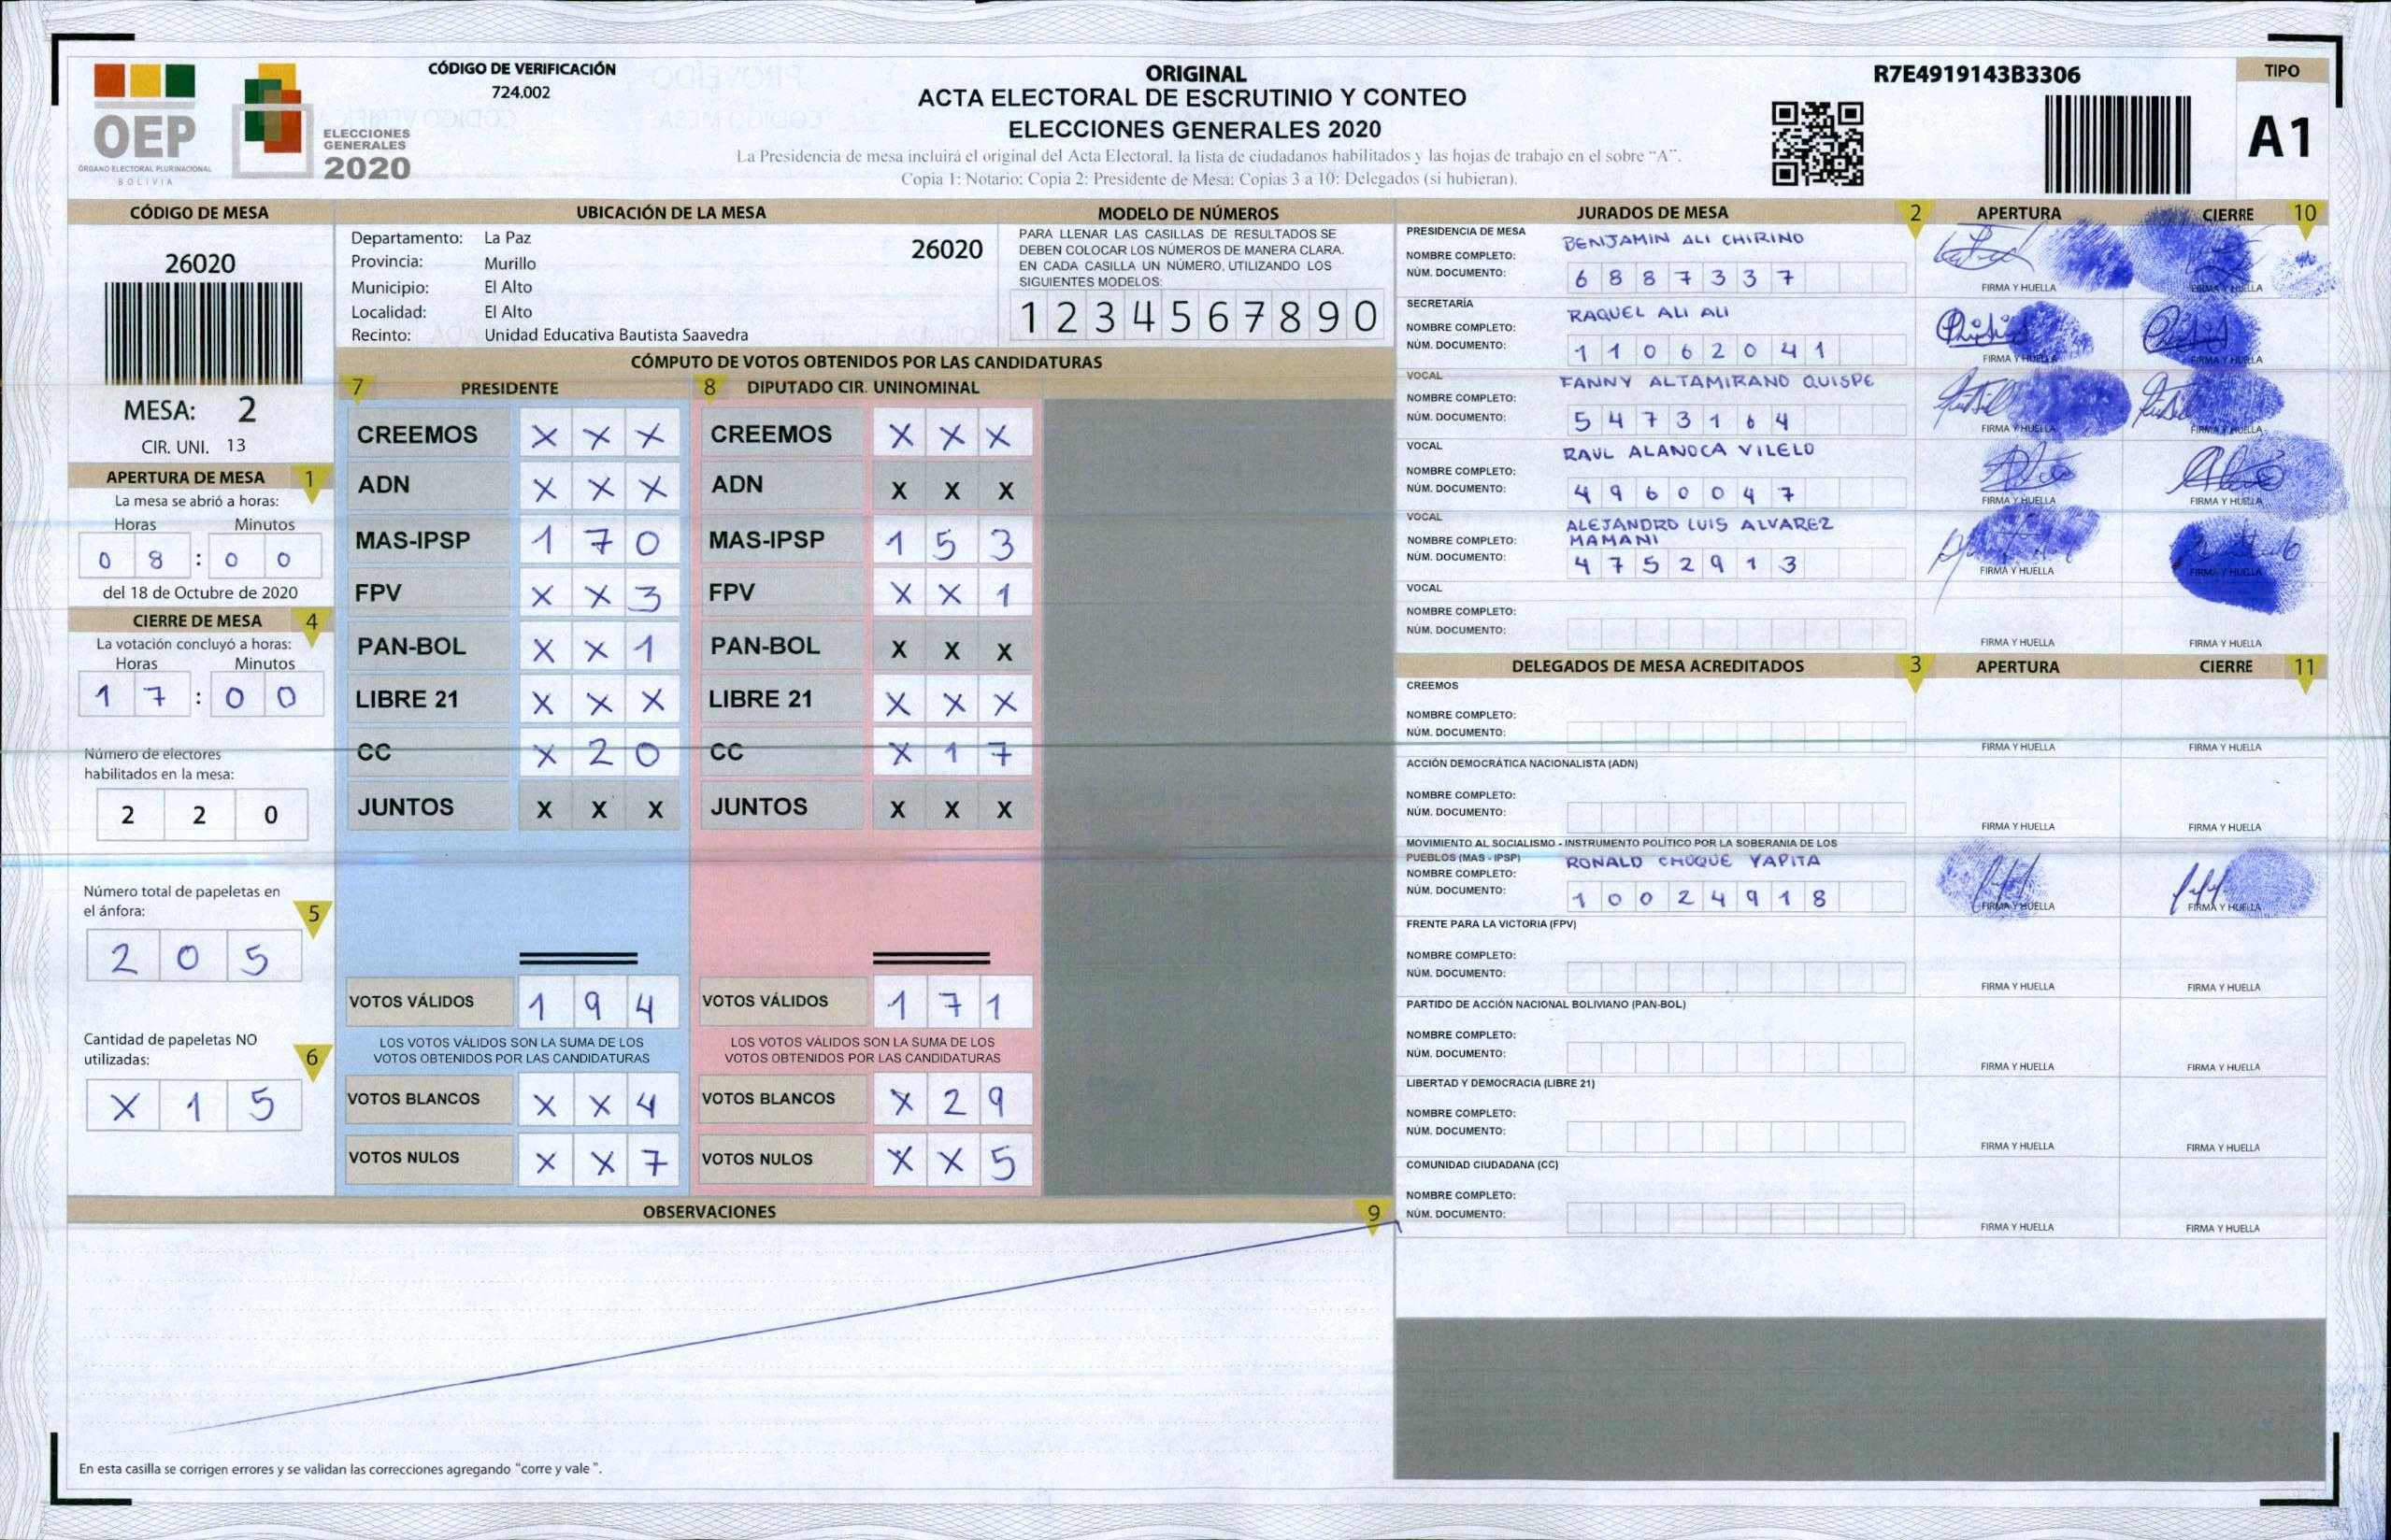 OEP
ÓRGANO ELECTORAL PLURINACIONAL
BOLIVIA
ELECCIONES
GENERALES
2020
CÓDIGO DE VERIFICACIÓN
724.002
ORIGINAL
ACTA ELECTORAL DE ESCRUTINIO Y CONTEO
ELECCIONES GENERALES 2020
La Presidencia de mesa incluirá el original del Acta Electoral, la lista de ciudadanos habilitados y las hojas de trabajo en el sobre "A".
Copia 1: Notario: Copia 2: Presidente de Mesa: Copias 3 a 10: Delegados (si hubieran).
R7E4919143B3306
TIPO
A1
CÓDIGO DE MESA
26020
MESA: 2
CIR. UNI. 13
APERTURA DE MESA 1
La mesa se abrió a horas:
Horas Minutos
0 8 : 0 0
del 18 de Octubre de 2020
CIERRE DE MESA 4
La votación concluyó a horas:
Horas Minutos
1 7 : 0 0
Número de electores
habilitados en la mesa:
2 2 0
Número total de papeletas en
el ánfora: 5
2 0 5
Cantidad de papeletas NO
utilizadas: 6
X 1 5
UBICACIÓN DE LA MESA
Departamento: La Paz
26020
Provincia: Murillo
Municipio: El Alto
Localidad: El Alto
Recinto: Unidad Educativa Bautista Saavedra
MODELO DE NÚMEROS
PARA LLENAR LAS CASILLAS DE RESULTADOS SE
DEBEN COLOCAR LOS NÚMEROS DE MANERA CLARA.
EN CADA CASILLA UN NÚMERO, UTILIZANDO LOS
SIGUIENTES MODELOS:
1 2 3 4 5 6 7 8 9 0
CÓMPUTO DE VOTOS OBTENIDOS POR LAS CANDIDATURAS
7 PRESIDENTE 8 DIPUTADO CIR. UNINOMINAL
CREEMOS X X X CREEMOS X X X
ADN X X X ADN X X X
MAS-IPSP 1 7 0 MAS-IPSP 1 5 3
FPV X X 3 FPV X X 1
PAN-BOL X X 1 PAN-BOL X X X
LIBRE 21 X X X LIBRE 21 X X X
CC X 2 0 CC X 1 7
JUNTOS X X X JUNTOS X X X
VOTOS VÁLIDOS 1 9 4 VOTOS VÁLIDOS 1 7 1
LOS VOTOS VÁLIDOS SON LA SUMA DE LOS LOS VOTOS VÁLIDOS SON LA SUMA DE LOS
VOTOS OBTENIDOS POR LAS CANDIDATURAS VOTOS OBTENIDOS POR LAS CANDIDATURAS
VOTOS BLANCOS X X 4 VOTOS BLANCOS X 2 9
VOTOS NULOS X X 7 VOTOS NULOS X X 5
OBSERVACIONES 9
En esta casilla se corrigen errores y se validan las correcciones agregando "corre y vale ".
JURADOS DE MESA 2 APERTURA CIERRE 10
PRESIDENCIA DE MESA
NOMBRE COMPLETO: BENJAMIN ALI CHIRINO
NÚM. DOCUMENTO: 6 8 8 7 3 3 7
FIRMA Y HUELLA FIRMA Y HUELLA
SECRETARÍA
NOMBRE COMPLETO: RAQUEL ALI ALI
NÚM. DOCUMENTO: 1 1 0 6 2 0 4 1
FIRMA Y HUELLA FIRMA Y HUELLA
VOCAL
NOMBRE COMPLETO: FANNY ALTAMIRANO QUISPE
NÚM. DOCUMENTO: 5 4 7 3 1 6 4
FIRMA Y HUELLA FIRMA Y HUELLA
VOCAL
NOMBRE COMPLETO: RAUL ALANOCA VILELO
NÚM. DOCUMENTO: 4 9 6 0 0 4 7
FIRMA Y HUELLA FIRMA Y HUELLA
VOCAL
NOMBRE COMPLETO: ALEJANDRO LUIS ALVAREZ
MAMANI
NÚM. DOCUMENTO: 4 7 5 2 9 1 3
FIRMA Y HUELLA FIRMA Y HUELLA
VOCAL
NOMBRE COMPLETO:
NÚM. DOCUMENTO:
FIRMA Y HUELLA FIRMA Y HUELLA
DELEGADOS DE MESA ACREDITADOS 3 APERTURA CIERRE 11
CREEMOS
NOMBRE COMPLETO:
NÚM. DOCUMENTO:
FIRMA Y HUELLA FIRMA Y HUELLA
ACCIÓN DEMOCRÁTICA NACIONALISTA (ADN)
NOMBRE COMPLETO:
NÚM. DOCUMENTO:
FIRMA Y HUELLA FIRMA Y HUELLA
MOVIMIENTO AL SOCIALISMO - INSTRUMENTO POLÍTICO POR LA SOBERANIA DE LOS
PUEBLOS (MAS - IPSP)
NOMBRE COMPLETO: RONALD CHOQUE YAPITA
NÚM. DOCUMENTO: 1 0 0 2 4 9 1 8
FIRMA Y HUELLA FIRMA Y HUELLA
FRENTE PARA LA VICTORIA (FPV)
NOMBRE COMPLETO:
NÚM. DOCUMENTO:
FIRMA Y HUELLA FIRMA Y HUELLA
PARTIDO DE ACCIÓN NACIONAL BOLIVIANO (PAN-BOL)
NOMBRE COMPLETO:
NÚM. DOCUMENTO:
FIRMA Y HUELLA FIRMA Y HUELLA
LIBERTAD Y DEMOCRACIA (LIBRE 21)
NOMBRE COMPLETO:
NÚM. DOCUMENTO:
FIRMA Y HUELLA FIRMA Y HUELLA
COMUNIDAD CIUDADANA (CC)
NOMBRE COMPLETO:
NÚM. DOCUMENTO:
FIRMA Y HUELLA FIRMA Y HUELLA